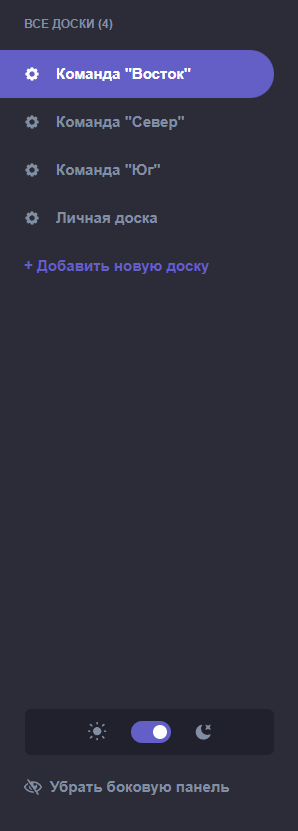 ВСЕ ДОСКИ (4)
Команда "Восток"
Команда "Север"
Команда "Юг"
Личная доска
+ Добавить новую доску
Убрать боковую панель